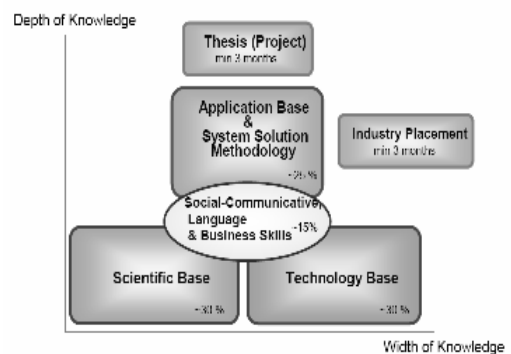 Depth of Knowledge
Thesis (Project)
min 3 months
Application Base
&
System Solution
Methodology
~25 %
Industry Placement
min 3 months
Social-Communicative,
Language
& Business Skills
~15%
Scientific Base
~30 %
Technology Base
~30 %
Width of Knowledge